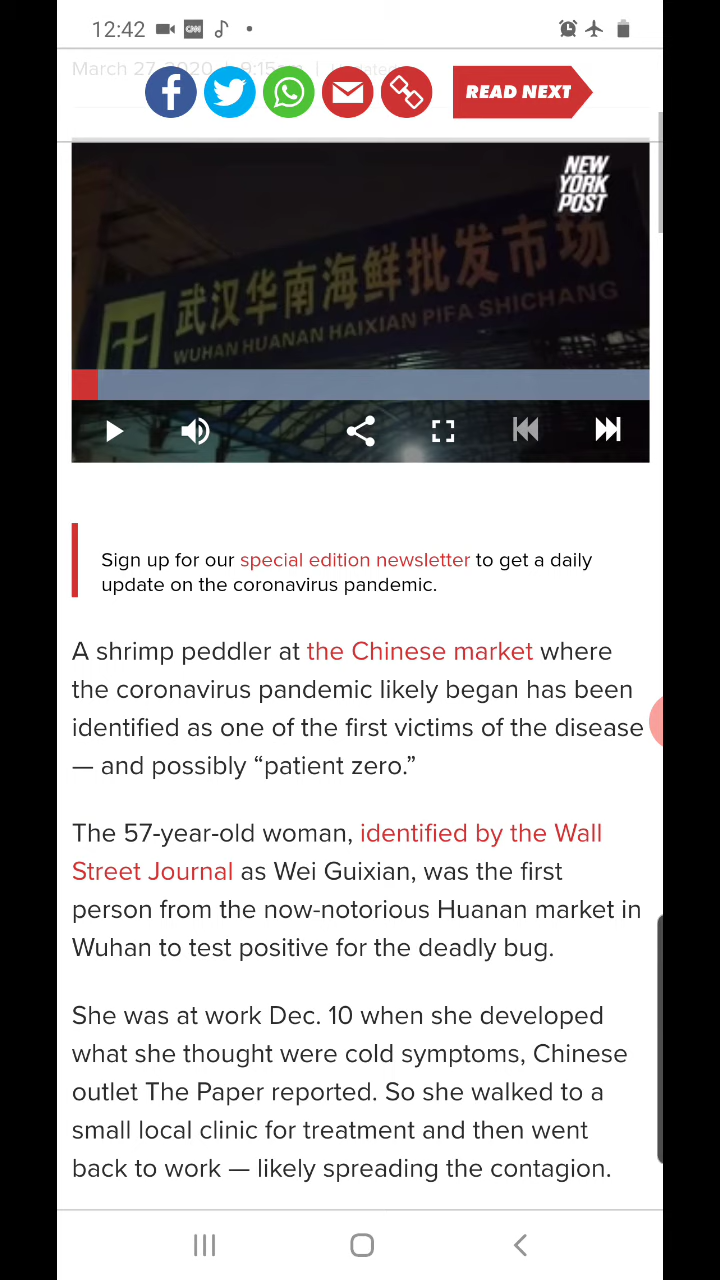 12:42
CNN
March 27, 2020 | 9:15am |
READ NEXT
NEW
YORK
POST
武汉华南海鲜批发市场
WUHAN HUANAN HAIXIAN PIFA SHICHANG
Sign up for our special edition newsletter to get a daily
update on the coronavirus pandemic.
A shrimp peddler at the Chinese market where
the coronavirus pandemic likely began has been
identified as one of the first victims of the disease
— and possibly “patient zero.”
The 57-year-old woman, identified by the Wall
Street Journal as Wei Guixian, was the first
person from the now-notorious Huanan market in
Wuhan to test positive for the deadly bug.
She was at work Dec. 10 when she developed
what she thought were cold symptoms, Chinese
outlet The Paper reported. So she walked to a
small local clinic for treatment and then went
back to work — likely spreading the contagion.